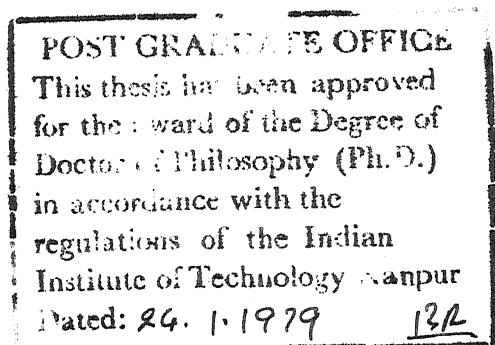 POST GRADUATE OFFICE
This thesis has been approved
for the award of the Degree of
Doctor of Philosophy (Ph.D.)
in accordance with the
regulations of the Indian
Institute of Technology Kanpur
Dated: 24. 1. 1979